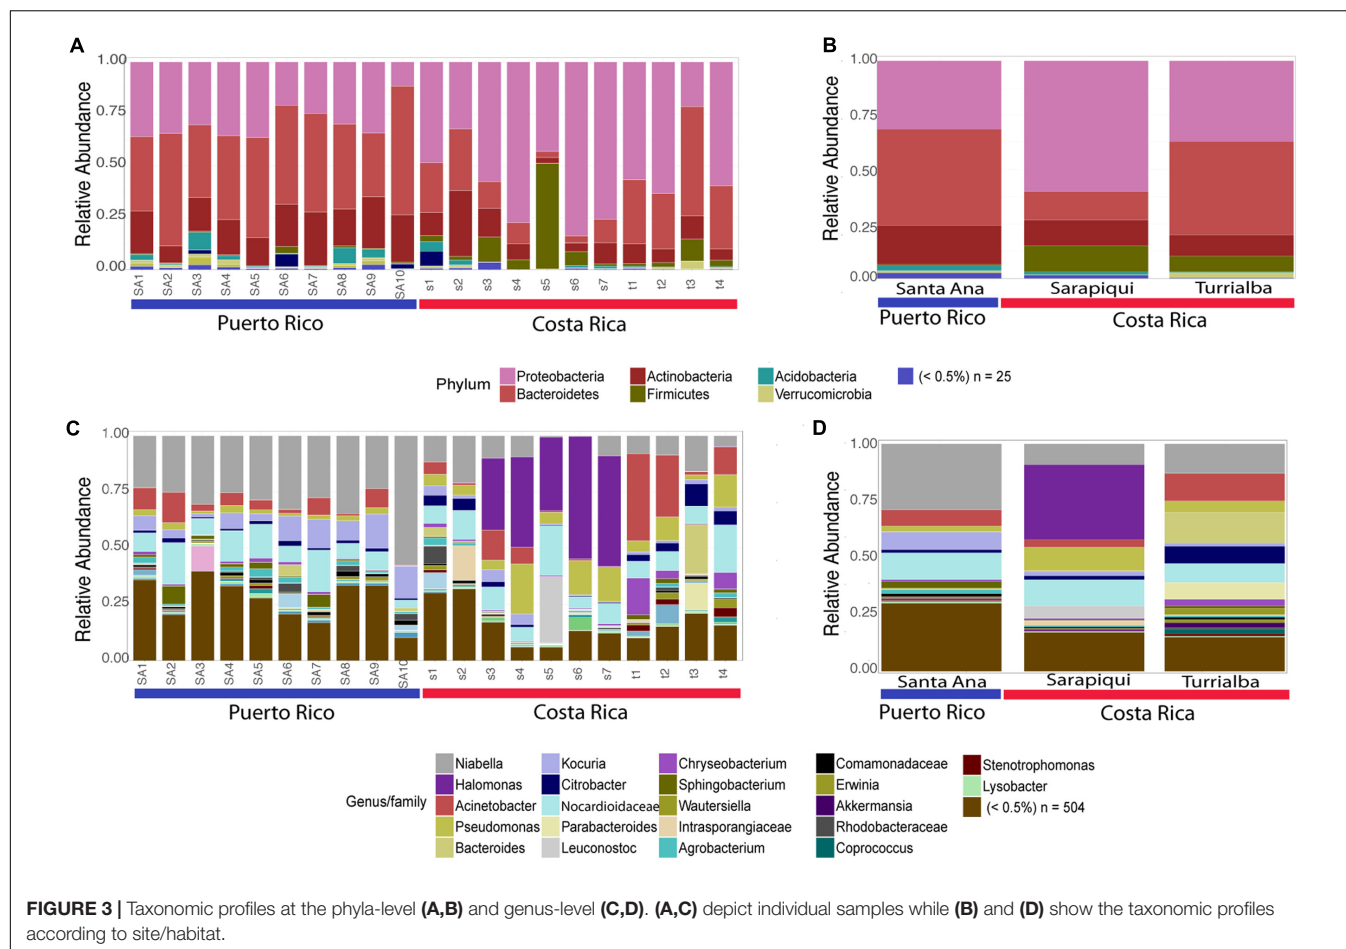 A
1.00
0.75
0.50
0.25
0.00
Relative Abundance
SA1 SA2 SA3 SA4 SA5 SA6 SA7 SA8 SA9 SA10 s1 s2 s3 s4 s5 s6 s7 t1 t2 t3 t4
Puerto Rico Costa Rica
B
1.00
0.75
0.50
0.25
0.00
Relative Abundance
Santa Ana Sarapiqui Turrialba
Puerto Rico Costa Rica
Phylum
Proteobacteria Actinobacteria Acidobacteria (< 0.5%) n = 25
Bacteroidetes Firmicutes Verrucomicrobia
C
1.00
0.75
0.50
0.25
0.00
Relative Abundance
SA1 SA2 SA3 SA4 SA5 SA6 SA7 SA8 SA9 SA10 s1 s2 s3 s4 s5 s6 s7 t1 t2 t3 t4
Puerto Rico Costa Rica
D
1.00
0.75
0.50
0.25
0.00
Relative Abundance
Santa Ana Sarapiqui Turrialba
Puerto Rico Costa Rica
Genus/family
Niabella Kocuria Chryseobacterium Comamonadaceae Stenotrophomonas
Halomonas Citrobacter Sphingobacterium Erwinia Lysobacter
Acinetobacter Nocardioidaceae Wautersiella Akkermansia (< 0.5%) n = 504
Pseudomonas Parabacteroides Intrasporangiaceae Rhodobacteraceae
Bacteroides Leuconostoc Agrobacterium Coprococcus
FIGURE 3 | Taxonomic profiles at the phyla-level (A,B) and genus-level (C,D). (A,C) depict individual samples while (B) and (D) show the taxonomic profiles
according to site/habitat.